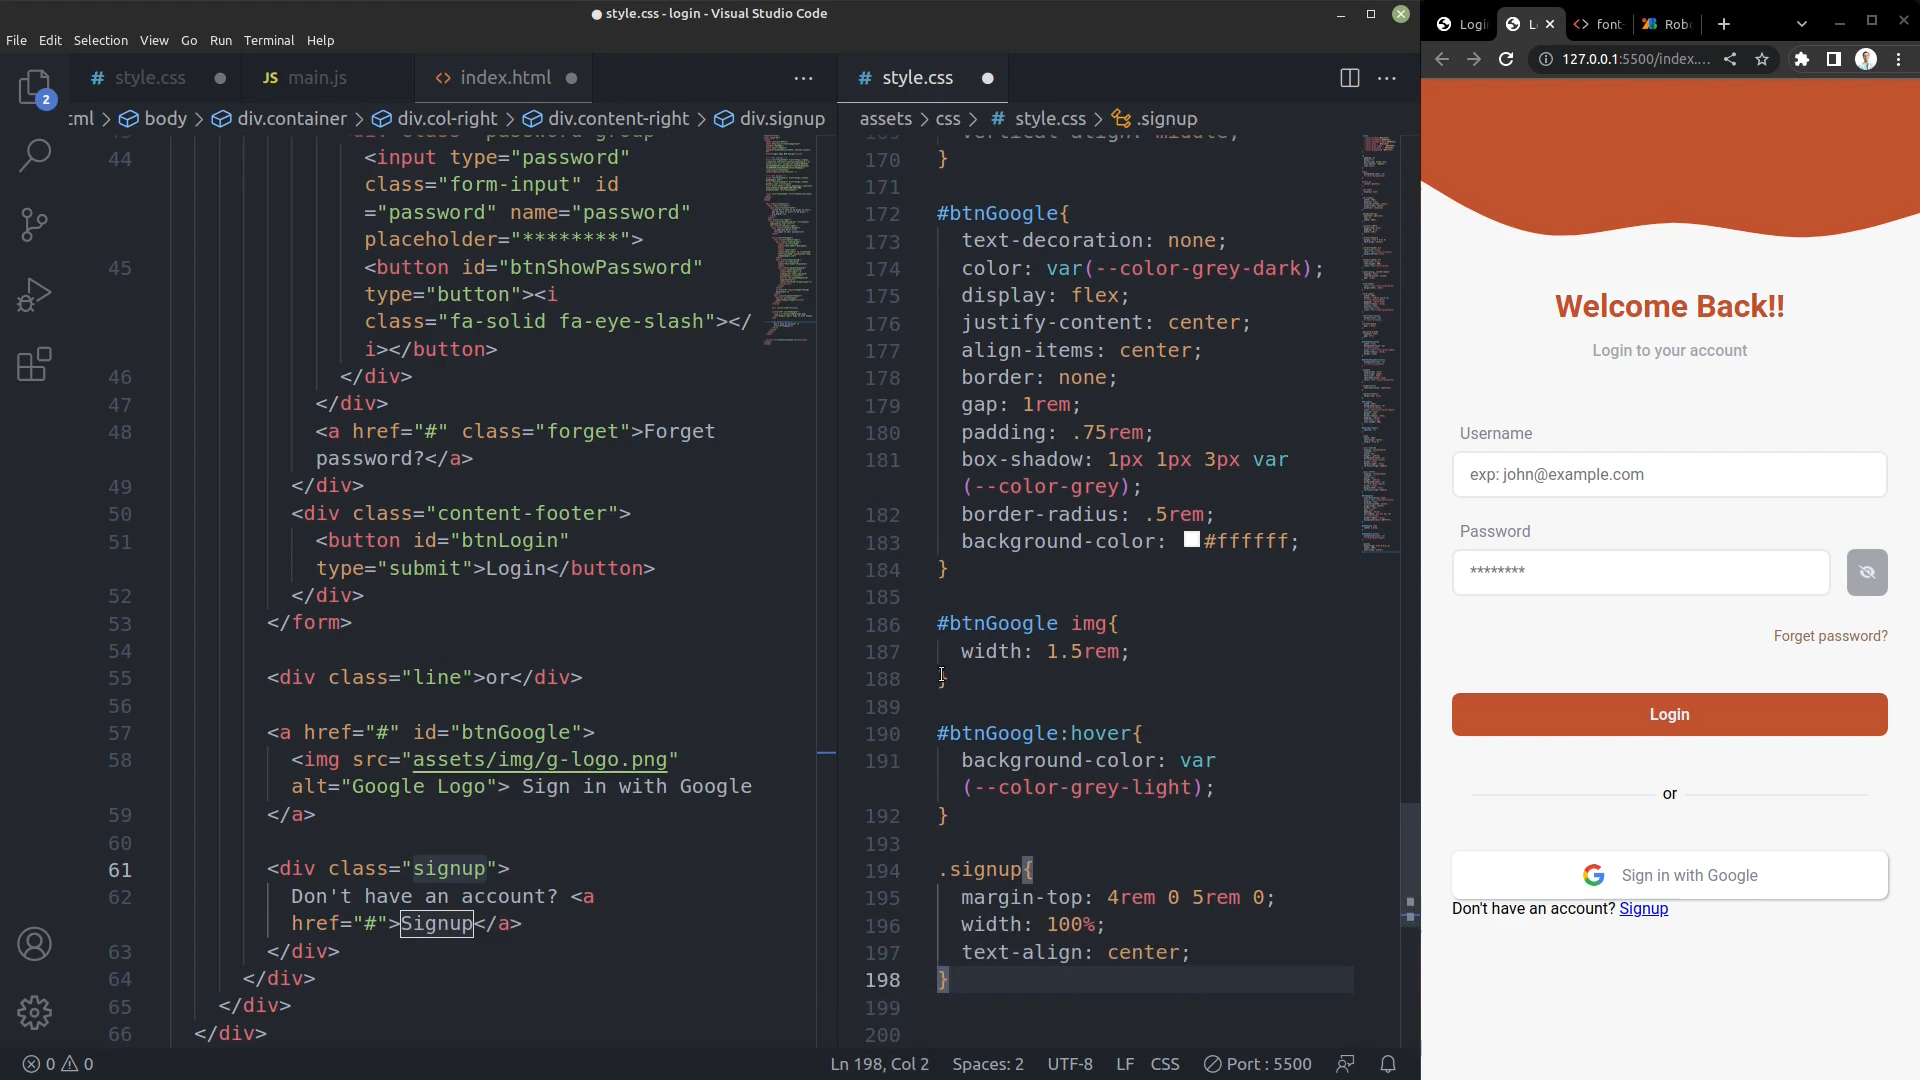 style.css - login - Visual Studio Code
File Edit Selection View Go Run Terminal Help
# style.css
JS main.js
<> index.html
# style.css
body > div.container > div.col-right > div.content-right > div.signup
assets > css > # style.css > .signup
44 <input type="password"
class="form-input" id
="password" name="password"
placeholder="********">
45 <button id="btnShowPassword"
type="button"><i
class="fa-solid fa-eye-slash"></
i></button>
46 </div>
47 </div>
48 <a href="#" class="forget">Forget
password?</a>
49 </div>
50 <div class="content-footer">
51 <button id="btnLogin"
type="submit">Login</button>
52 </div>
53 </form>
54
55 <div class="line">or</div>
56
57 <a href="#" id="btnGoogle">
58 <img src="assets/img/g-logo.png"
alt="Google Logo"> Sign in with Google
59 </a>
60
61 <div class="signup">
62 Don't have an account? <a
href="#">Signup</a>
63 </div>
64 </div>
65 </div>
66 </div>
vertical-align: middle;
170 }
171
172 #btnGoogle{
173 text-decoration: none;
174 color: var(--color-grey-dark);
175 display: flex;
176 justify-content: center;
177 align-items: center;
178 border: none;
179 gap: 1rem;
180 padding: .75rem;
181 box-shadow: 1px 1px 3px var
(--color-grey);
182 border-radius: .5rem;
183 background-color: #ffffff;
184 }
185
186 #btnGoogle img{
187 width: 1.5rem;
188 }
189
190 #btnGoogle:hover{
191 background-color: var
(--color-grey-light);
192 }
193
194 .signup{
195 margin-top: 4rem 0 5rem 0;
196 width: 100%;
197 text-align: center;
198 }
199
200
2
0 0
Ln 198, Col 2
Spaces: 2
UTF-8
LF
CSS
Port : 5500
Login
font
127.0.0.1:5500/index....
Welcome Back!!
Login to your account
Username
exp: john@example.com
Password
********
Forget password?
Login
or
Sign in with Google
Don't have an account? Signup